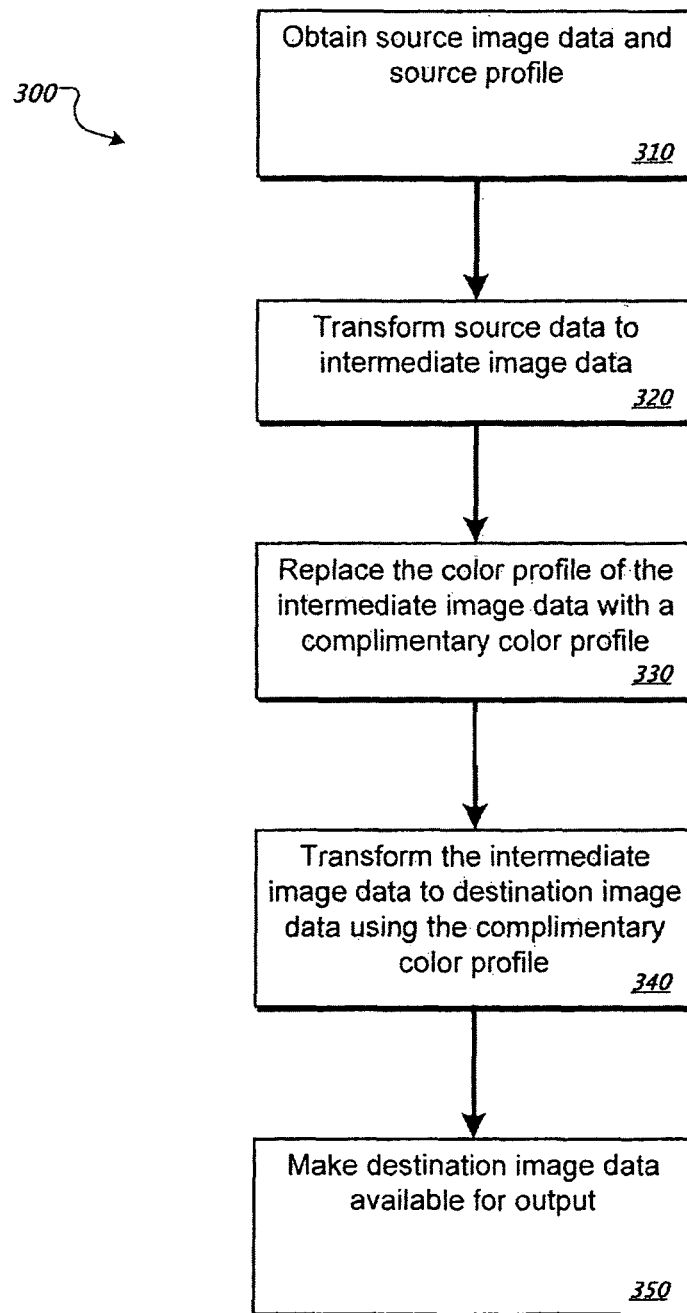 Obtain source image data and
source profile
300
310
Transform source data to
intermediate image data
320
Replace the color profile of the
intermediate image data with a
complimentary color profile
330
Transform the intermediate
image data to destination image
data using the complimentary
color profile
340
Make destination image data
available for output
350